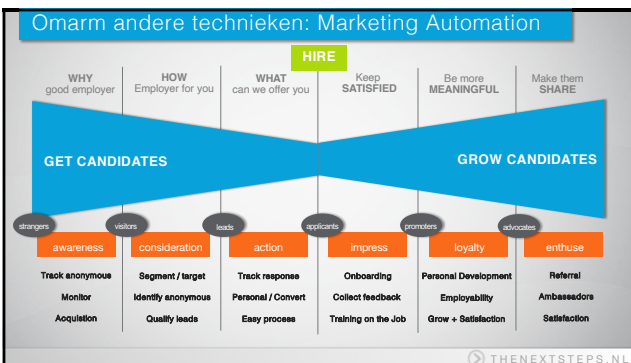 Omarm andere technieken: Marketing Automation
HIRE
WHY
good employer
HOW
Employer for you
WHAT
can we offer you
Keep
SATISFIED
Be more
MEANINGFUL
Make them
SHARE
GET CANDIDATES
GROW CANDIDATES
strangers
visitors
leads
applicants
promoters
advocates
awareness
consideration
action
impress
loyalty
enthuse
Track anonymous
Monitor
Acquistion
Segment / target
Identify anonymous
Qualify leads
Track response
Personal / Convert
Easy process
Onboarding
Collect feedback
Training on the Job
Personal Development
Employability
Grow + Satisfaction
Referral
Ambassadors
Satisfaction
THENEXTSTEPS.NL